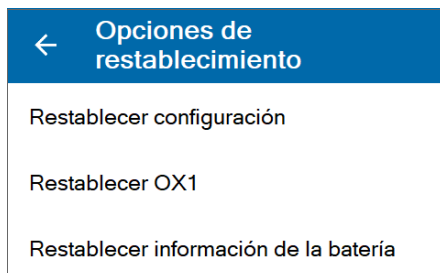 Opciones de
restablecimiento
Restablecer configuración
Restablecer OX1
Restablecer información de la batería